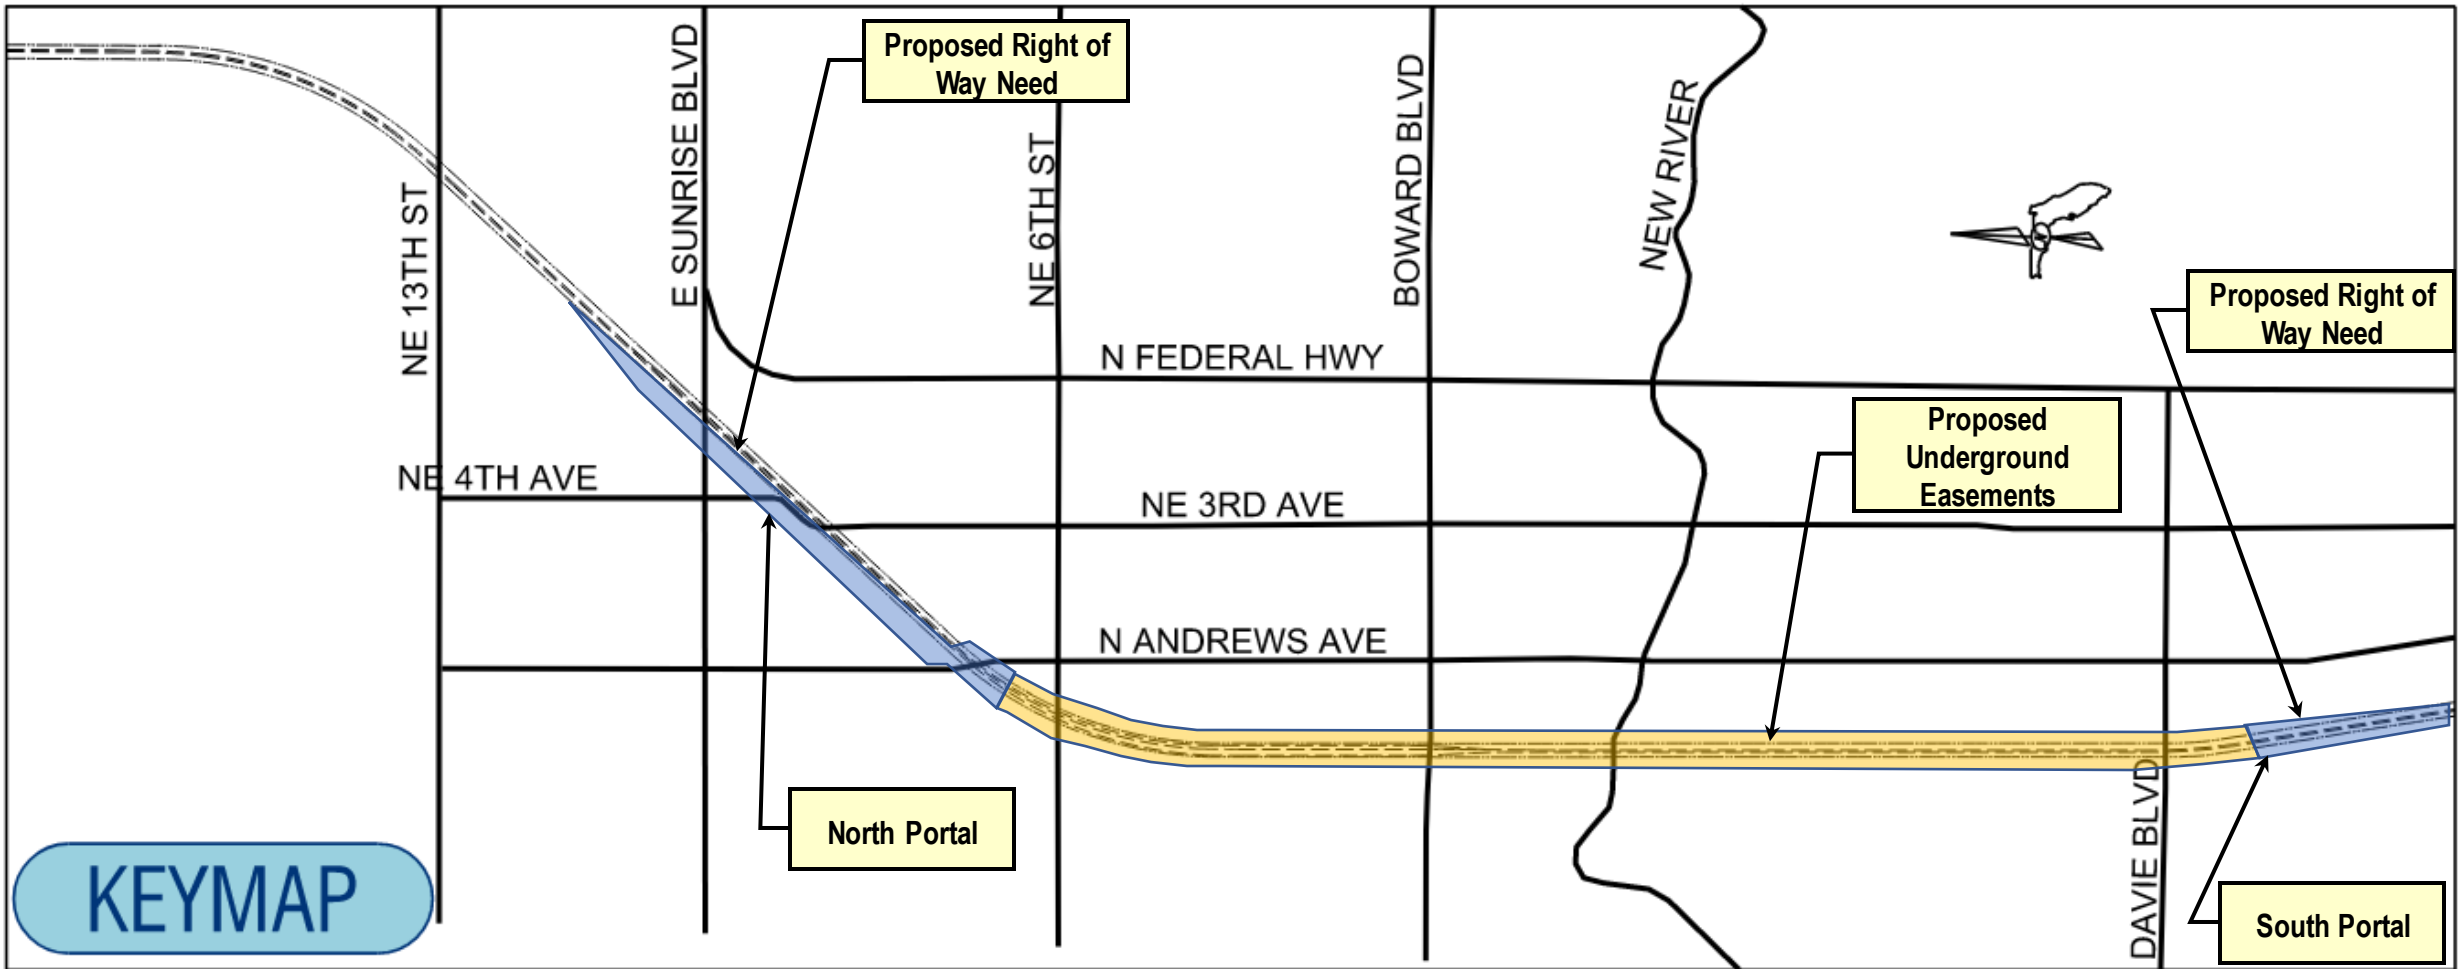 Proposed Right of
Way Need
E SUNRISE BLVD
NE 6TH ST
BOWARD BLVD
NEW RIVER
NE 13TH ST
Proposed Right of
Way Need
N FEDERAL HWY
Proposed
Underground
Easements
NE 4TH AVE
NE 3RD AVE
N ANDREWS AVE
DAVIE BLVD
North Portal
KEYMAP
South Portal